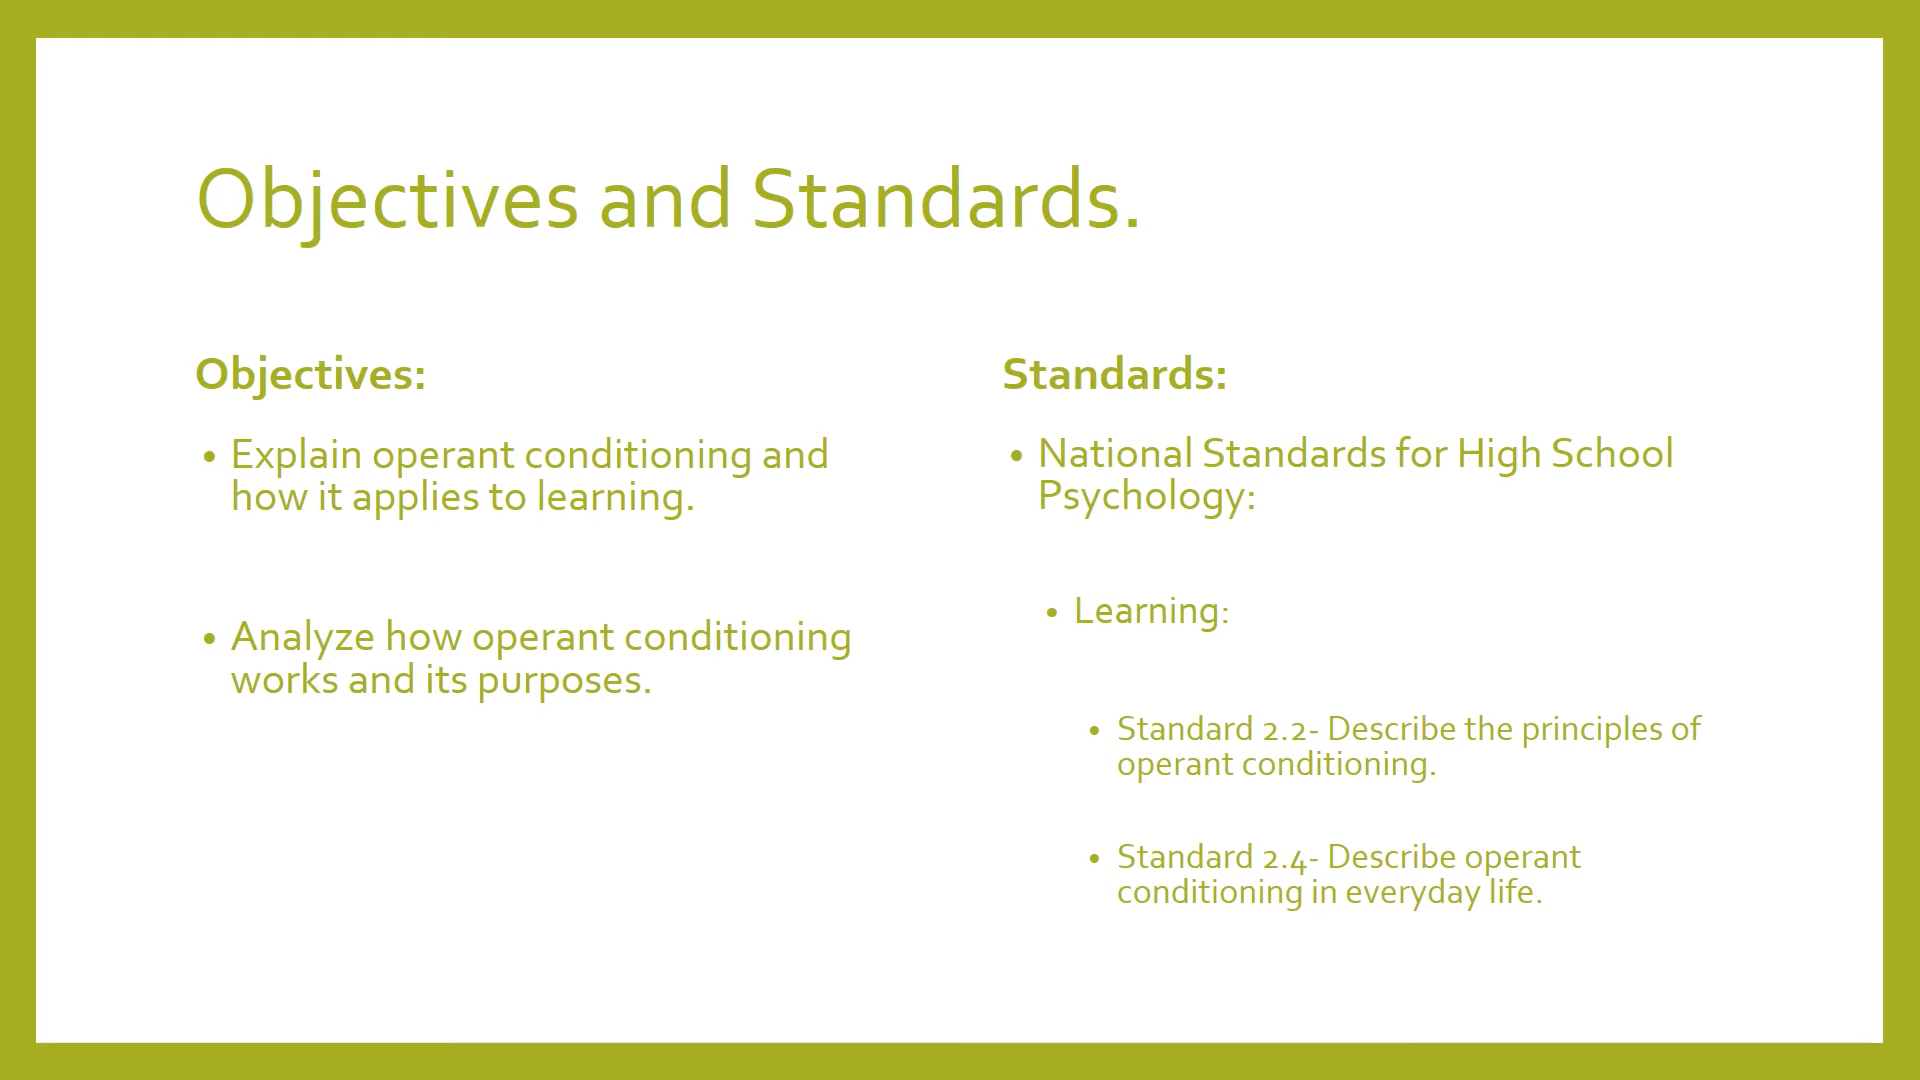 Objectives and Standards.
Objectives:
• Explain operant conditioning and
how it applies to learning.
• Analyze how operant conditioning
works and its purposes.
Standards:
• National Standards for High School
Psychology:
• Learning:
• Standard 2.2- Describe the principles of
operant conditioning.
• Standard 2.4- Describe operant
conditioning in everyday life.